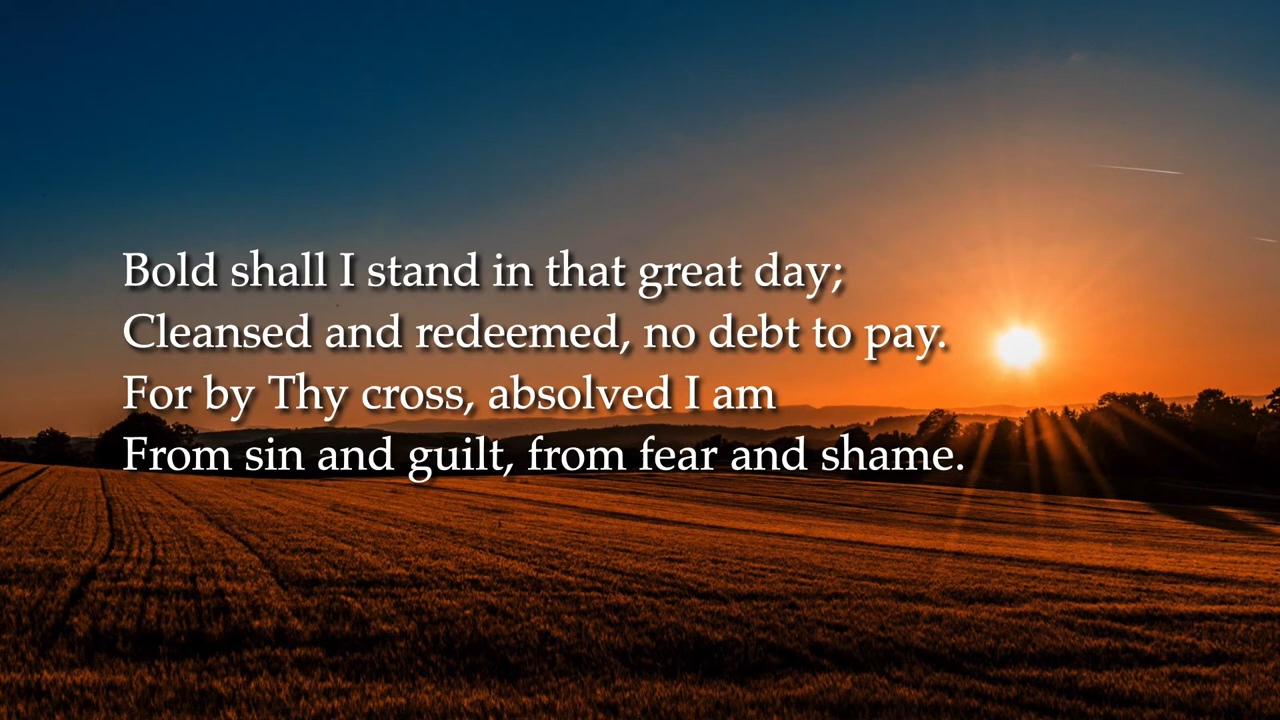 Bold shall I stand in that great day;
Cleansed and redeemed, no debt to pay.
For by Thy cross, absolved I am
From sin and guilt, from fear and shame.